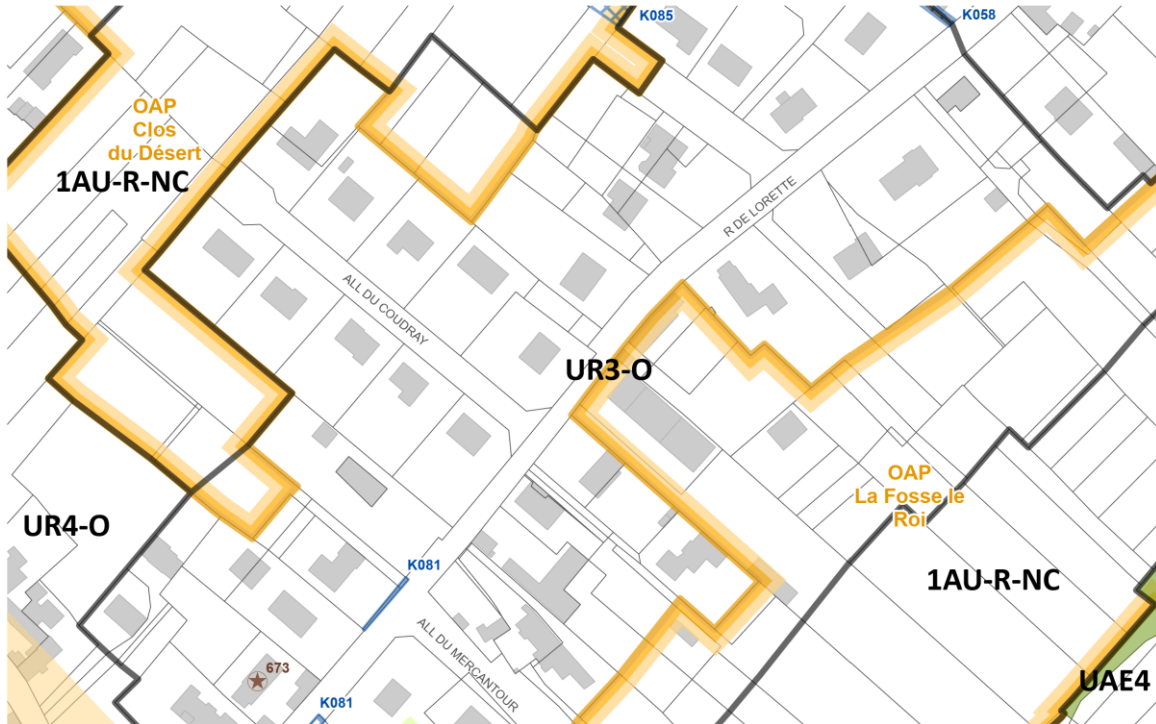 K085
K058
OAP
Clos
du Désert
1AU-R-NC
R DE LORETTE
ALL DU COUDRAY
UR3-O
OAP
La Fosse le
Roi
UR4-O
K081
1AU-R-NC
ALL DU MERCANTOUR
673
UAE4
K081